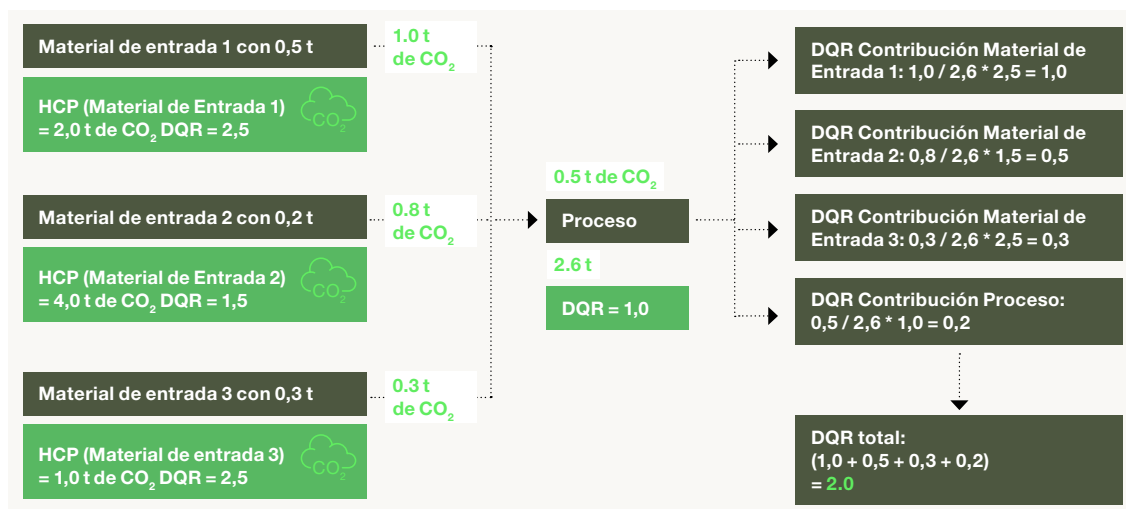 Material de entrada 1 con 0,5 t
HCP (Material de Entrada 1)
= 2,0 t de CO₂ DQR = 2,5
CO₂
1.0 t
de CO₂
Material de entrada 2 con 0,2 t
HCP (Material de Entrada 2)
= 4,0 t de CO₂ DQR = 1,5
CO₂
0.8 t
de CO₂
Material de entrada 3 con 0,3 t
HCP (Material de entrada 3)
= 1,0 t de CO₂ DQR = 2,5
CO₂
0.3 t
de CO₂
0.5 t de CO₂
Proceso
2.6 t
DQR = 1,0
DQR Contribución Material de
Entrada 1: 1,0 / 2,6 * 2,5 = 1,0
DQR Contribución Material de
Entrada 2: 0,8 / 2,6 * 1,5 = 0,5
DQR Contribución Material de
Entrada 3: 0,3 / 2,6 * 2,5 = 0,3
DQR Contribución Proceso:
0,5 / 2,6 * 1,0 = 0,2
DQR total:
(1,0 + 0,5 + 0,3 + 0,2)
= 2.0